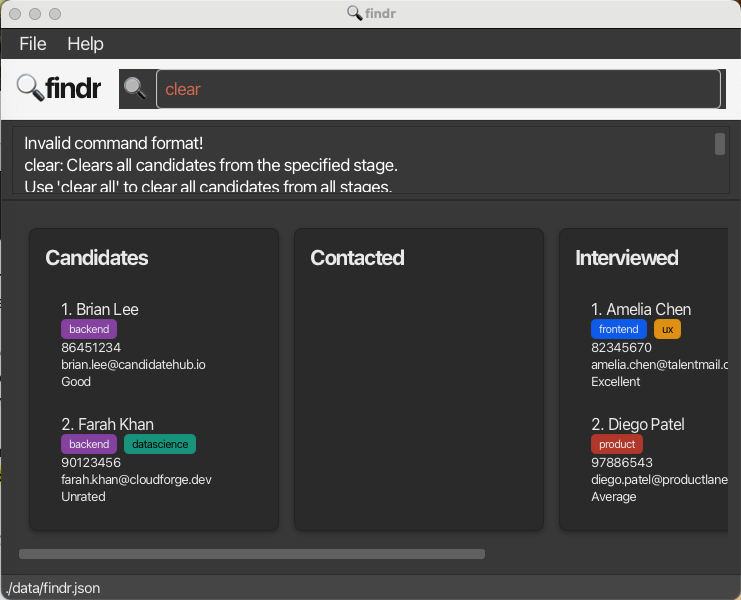 findr
File Help
findr
clear
Invalid command format!
clear: Clears all candidates from the specified stage.
Use 'clear all' to clear all candidates from all stages.
Candidates
1. Brian Lee
backend
86451234
brian.lee@candidatehub.io
Good
2. Farah Khan
backend datascience
90123456
farah.khan@cloudforge.dev
Unrated
Contacted
Interviewed
1. Amelia Chen
frontend ux
82345670
amelia.chen@talentmail.c
Excellent
2. Diego Patel
product
97886543
diego.patel@productlane
Average
./data/findr.json